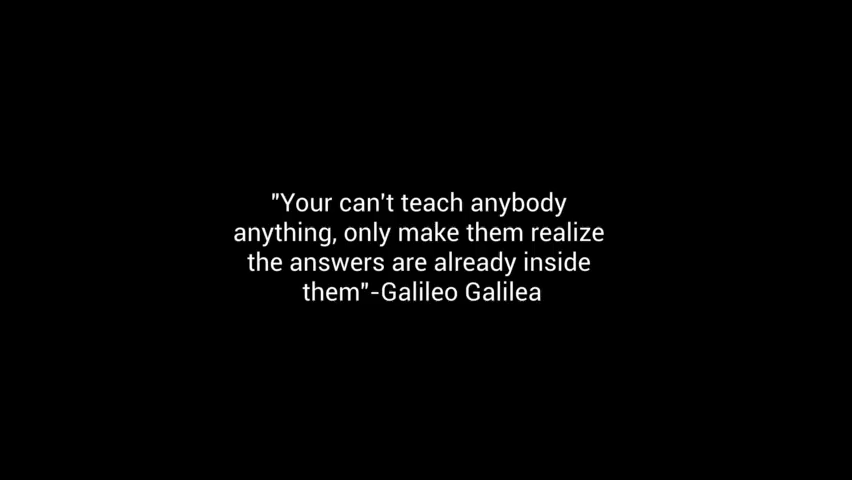 "Your can't teach anybody
anything, only make them realize
the answers are already inside
them"-Galileo Galilea